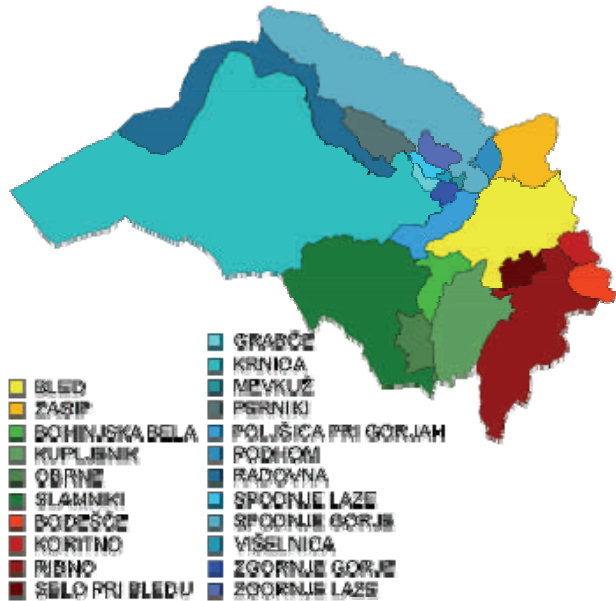 BLED
ZASIP
BOHINJSKA BELA
KUPLJENIK
OBRNE
SLAMNIKI
BODEŠČE
KORITNO
RIBNO
SELO PRI BLEDU
GRABČE
KRNICA
MEVKUŽ
PERNIKI
POLJŠICA PRI GORJAH
PODHOM
RADOVNA
SPODNJE LAZE
SPODNJE GORJE
VIŠELNICA
ZGORNJE GORJE
ZGORNJE LAZE